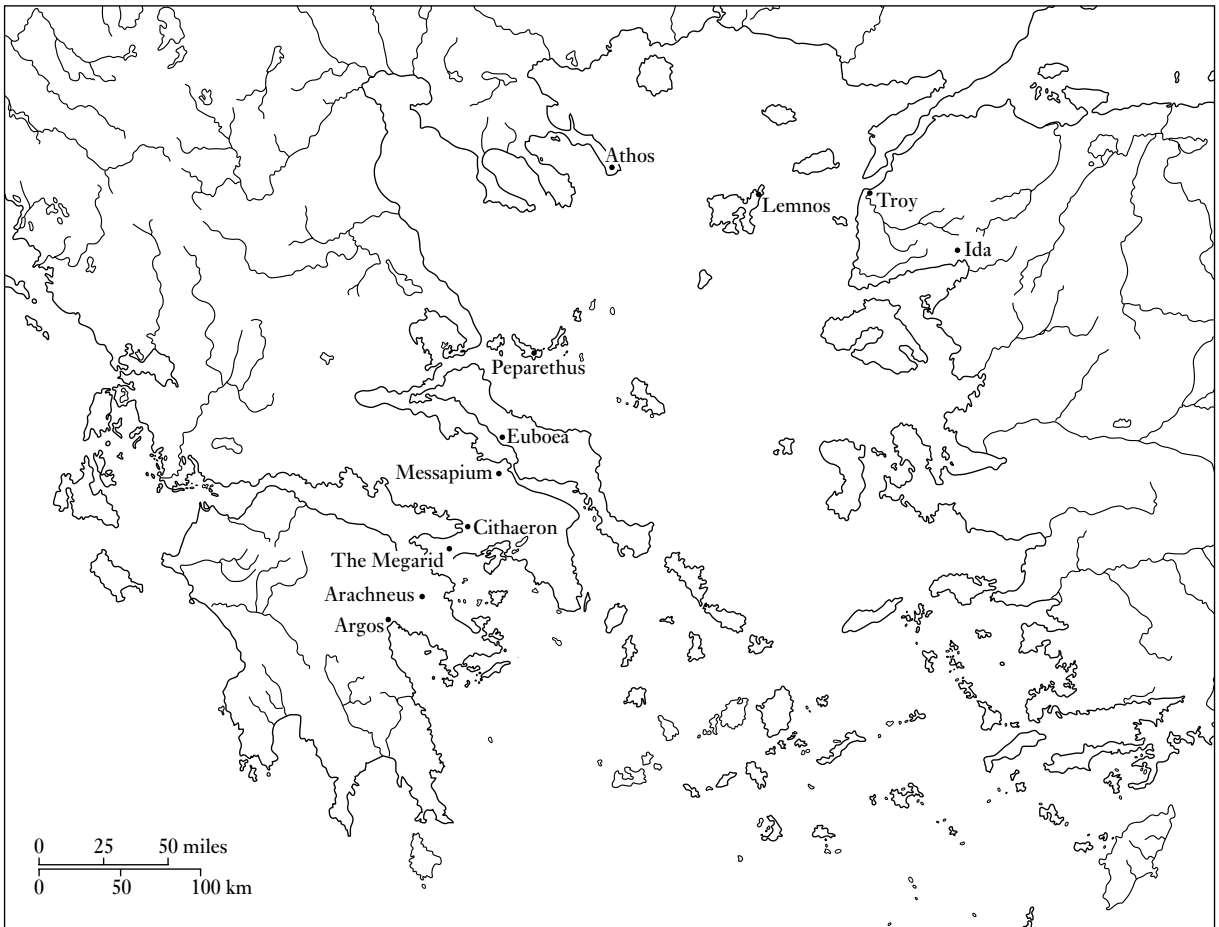 Athos
Lemnos
Troy
Ida
Peparethus
Euboea
Messapium
Cithaeron
The Megarid
Arachneus
Argos
0 25 50 miles
0 50 100 km